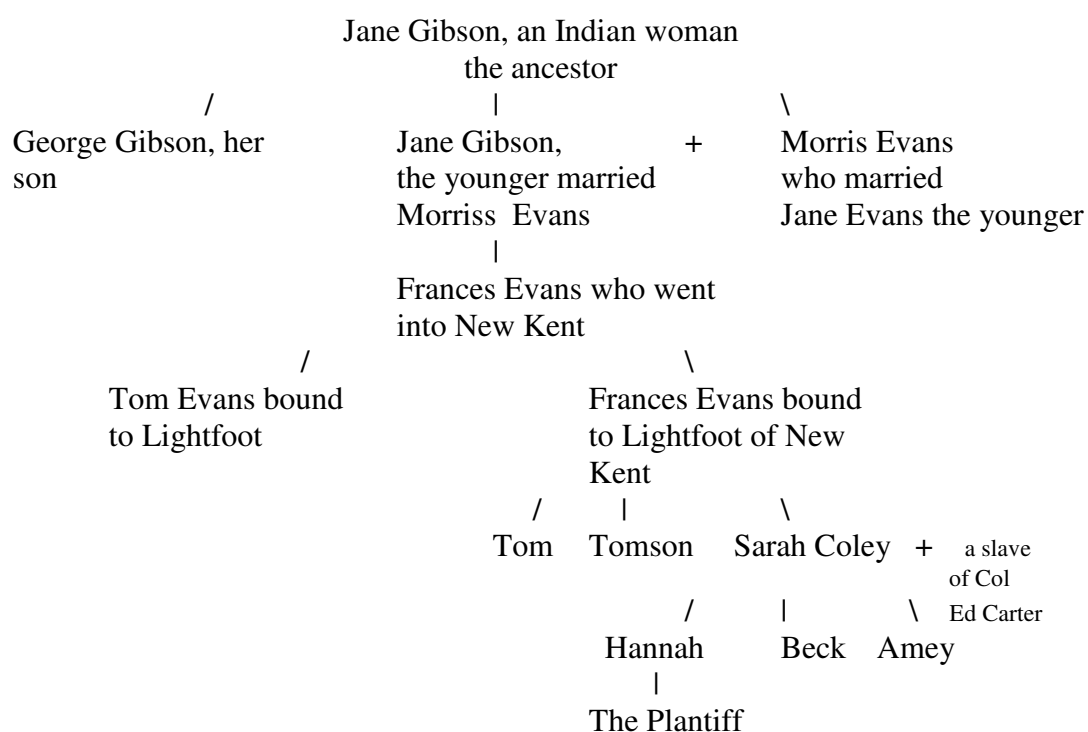 Jane Gibson, an Indian woman
the ancestor
/ | \
George Gibson, her Jane Gibson, + Morris Evans
son the younger married who married
Morriss Evans Jane Evans the younger
|
Frances Evans who went
into New Kent
/ \
Tom Evans bound Frances Evans bound
to Lightfoot to Lightfoot of New
Kent
/ | \
Tom Tomson Sarah Coley + a slave
of Col
/ | \ Ed Carter
Hannah Beck Amey
|
The Plantiff